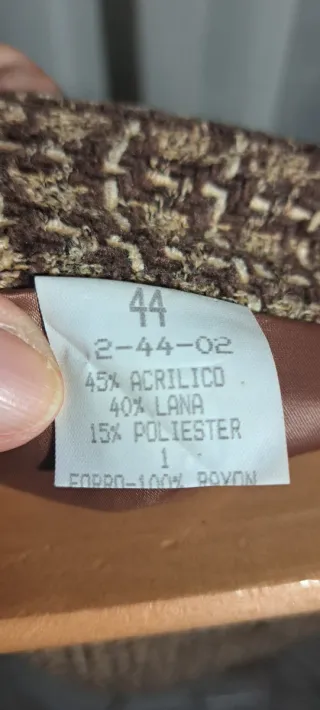 44
2-44-02
45% ACRILICO
40% LANA
15% POLIESTER
1
FORRO-100% RAYON